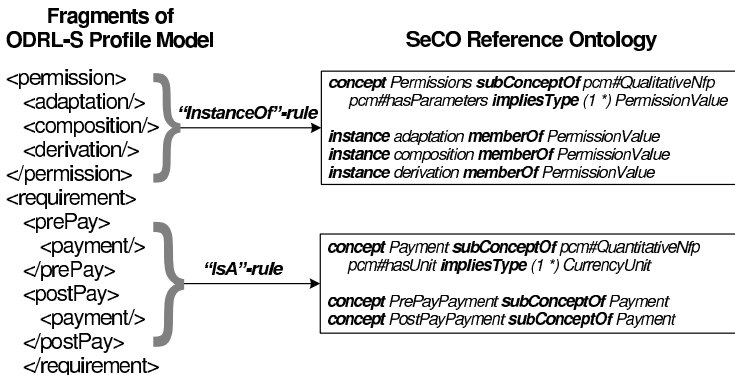 Fragments of
ODRL-S Profile Model
<permission>
<adaptation/>
<composition/>
<derivation/>
</permission>
<requirement>
<prePay>
<payment/>
</prePay>
<postPay>
<payment/>
</postPay>
</requirement>
“InstanceOf”-rule
“IsA”-rule
SeCO Reference Ontology
concept Permissions subConceptOf pcm#QualitativeNfp
pcm#hasParameters impliesType (1 *) PermissionValue
instance adaptation memberOf PermissionValue
instance composition memberOf PermissionValue
instance derivation memberOf PermissionValue
concept Payment subConceptOf pcm#QuantitativeNfp
pcm#hasUnit impliesType (1 *) CurrencyUnit
concept PrePayPayment subConceptOf Payment
concept PostPayPayment subConceptOf Payment